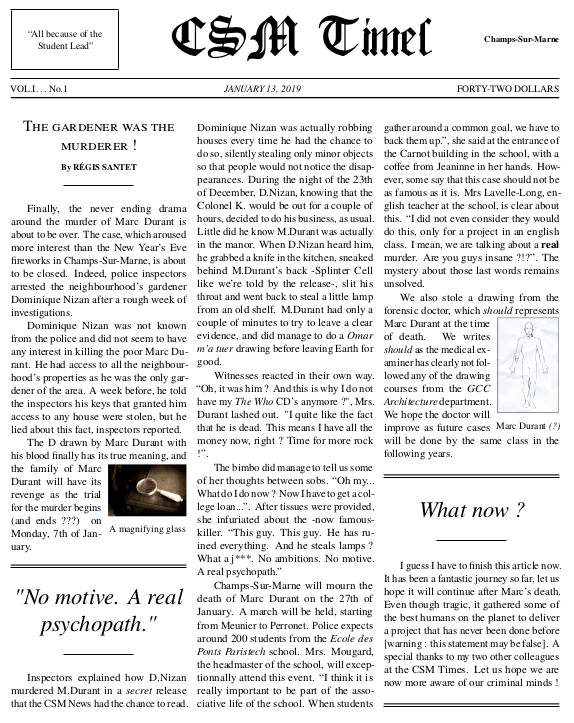 “All because of the
Student Lead”
CSM Times
Champs-Sur-Marne
VOL.I... No.1
JANUARY 13, 2019
FORTY-TWO DOLLARS
THE GARDENER WAS THE
MURDERER !
By RÉGIS SANTET
Finally, the never ending drama
around the murder of Marc Durant is
about to be over. The case, which aroused
more interest than the New Year's Eve
fireworks in Champs-Sur-Marne, is about
to be closed. Indeed, police inspectors
arrested the neighbourhood's gardener
Dominique Nizan after a rough week of
investigations.
Dominique Nizan was not known
from the police and did not seem to have
any interest in killing the poor Marc Du-
rant. He had access to all the neighbour-
hood's properties as he was the only gar-
dener of the area. A week before, he told
the inspectors his keys that granted him
access to any house were stolen, but he
lied about this fact, inspectors reported.
The D drawn by Marc Durant with
his blood finally has its true meaning, and
the family of Marc
Durant will have its
revenge as the trial
for the murder begins
(and ends ???) on
Monday, 7th of Jan-
uary.
A magnifying glass
"No motive. A real
psychopath."
Inspectors explained how D.Nizan
murdered M.Durant in a secret release
that the CSM News had the chance to read.
Dominique Nizan was actually robbing
houses every time he had the chance to
do so, silently stealing only minor objects
so that people would not notice the disap-
pearances. During the night of the 23th
of December, D.Nizan, knowing that the
Colonel K. would be out for a couple of
hours, decided to do his business, as usual.
Little did he know M.Durant was actually
in the manor. When D.Nizan heard him,
he grabbed a knife in the kitchen, sneaked
behind M.Durant's back -Splinter Cell
like we're told by the release-, slit his
throat and went back to steal a little lamp
from an old shelf. M.Durant had only a
couple of minutes to try to leave a clear
evidence, and did manage to do a Omar
m'a tuer drawing before leaving Earth for
good.
Witnesses reacted in their own way.
“Oh, it was him ? And this is why I do not
have my The Who CD's anymore ?", Mrs.
Durant lashed out. "I quite like the fact
that he is dead. This means I have all the
money now, right ? Time for more rock
!”.
The bimbo did manage to tell us some
of her thoughts between sobs. “Oh my...
What do I do now ? Now I have to get a col-
lege loan...”. After tissues were provided,
she infuriated about the -now famous-
killer. “This guy. This guy. He has ru-
ined everything. And he steals lamps ?
What a j***. No ambitions. No motive.
A real psychopath.”
Champs-Sur-Marne will mourn the
death of Marc Durant on the 27th of
January. A march will be held, starting
from Meunier to Perronet. Police expects
around 200 students from the Ecole des
Ponts Paristech school. Mrs. Mougard,
the headmaster of the school, will excep-
tionnally attend this event. “I think it is
really important to be part of the asso-
ciative life of the school. When students
gather around a common goal, we have to
back them up.”, she said at the entrance of
the Carnot building in the school, with a
coffee from Jeannine in her hands. How-
ever, some say that this case should not be
as famous as it is. Mrs Lavelle-Long, en-
glish teacher at the school, is clear about
this. “I did not even consider they would
do this, only for a project in an english
class. I mean, we are talking about a real
murder. Are you guys insane ?!?”. The
mystery about those last words remains
unsolved.
We also stole a drawing from the
forensic doctor, which should represents
Marc Durant at the time
of death. We writes
should as the medical ex-
aminer has clearly not fol-
lowed any of the drawing
courses from the GCC
Architecture department.
We hope the doctor will
improve as future cases
Marc Durant (?)
will be done by the same class in the
following years.
What now ?
I guess I have to finish this article now.
It has been a fantastic journey so far, let us
hope it will continue after Marc's death.
Even though tragic, it gathered some of
the best humans on the planet to deliver
a project that has never been done before
[warning : this statement may be false]. A
special thanks to my two other colleagues
at the CSM Times. Let us hope we are
now more aware of our criminal minds !